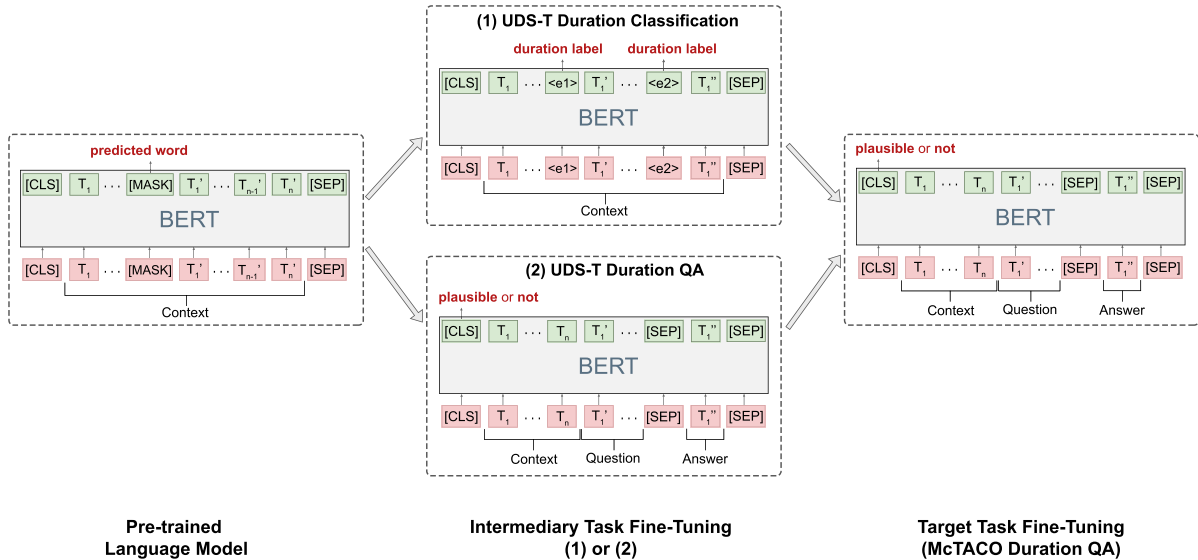 (1) UDS-T Duration Classification
duration label duration label
[CLS] T1 ... <e1> T1' ... <e2> T1'' [SEP]
BERT
[CLS] T1 ... <e1> T1' ... <e2> T1'' [SEP]
Context
predicted word
[CLS] T1 ... [MASK] T1' ... Tn-1' Tn' [SEP]
BERT
[CLS] T1 ... [MASK] T1' ... Tn-1' Tn' [SEP]
Context
(2) UDS-T Duration QA
plausible or not
[CLS] T1 ... Tn T1' ... [SEP] T1'' [SEP]
BERT
[CLS] T1 ... Tn T1' ... [SEP] T1'' [SEP]
Context Question Answer
plausible or not
[CLS] T1 ... Tn T1' ... [SEP] T1'' [SEP]
BERT
[CLS] T1 ... Tn T1' ... [SEP] T1'' [SEP]
Context Question Answer
Pre-trained
Language Model
Intermediary Task Fine-Tuning
(1) or (2)
Target Task Fine-Tuning
(McTACO Duration QA)